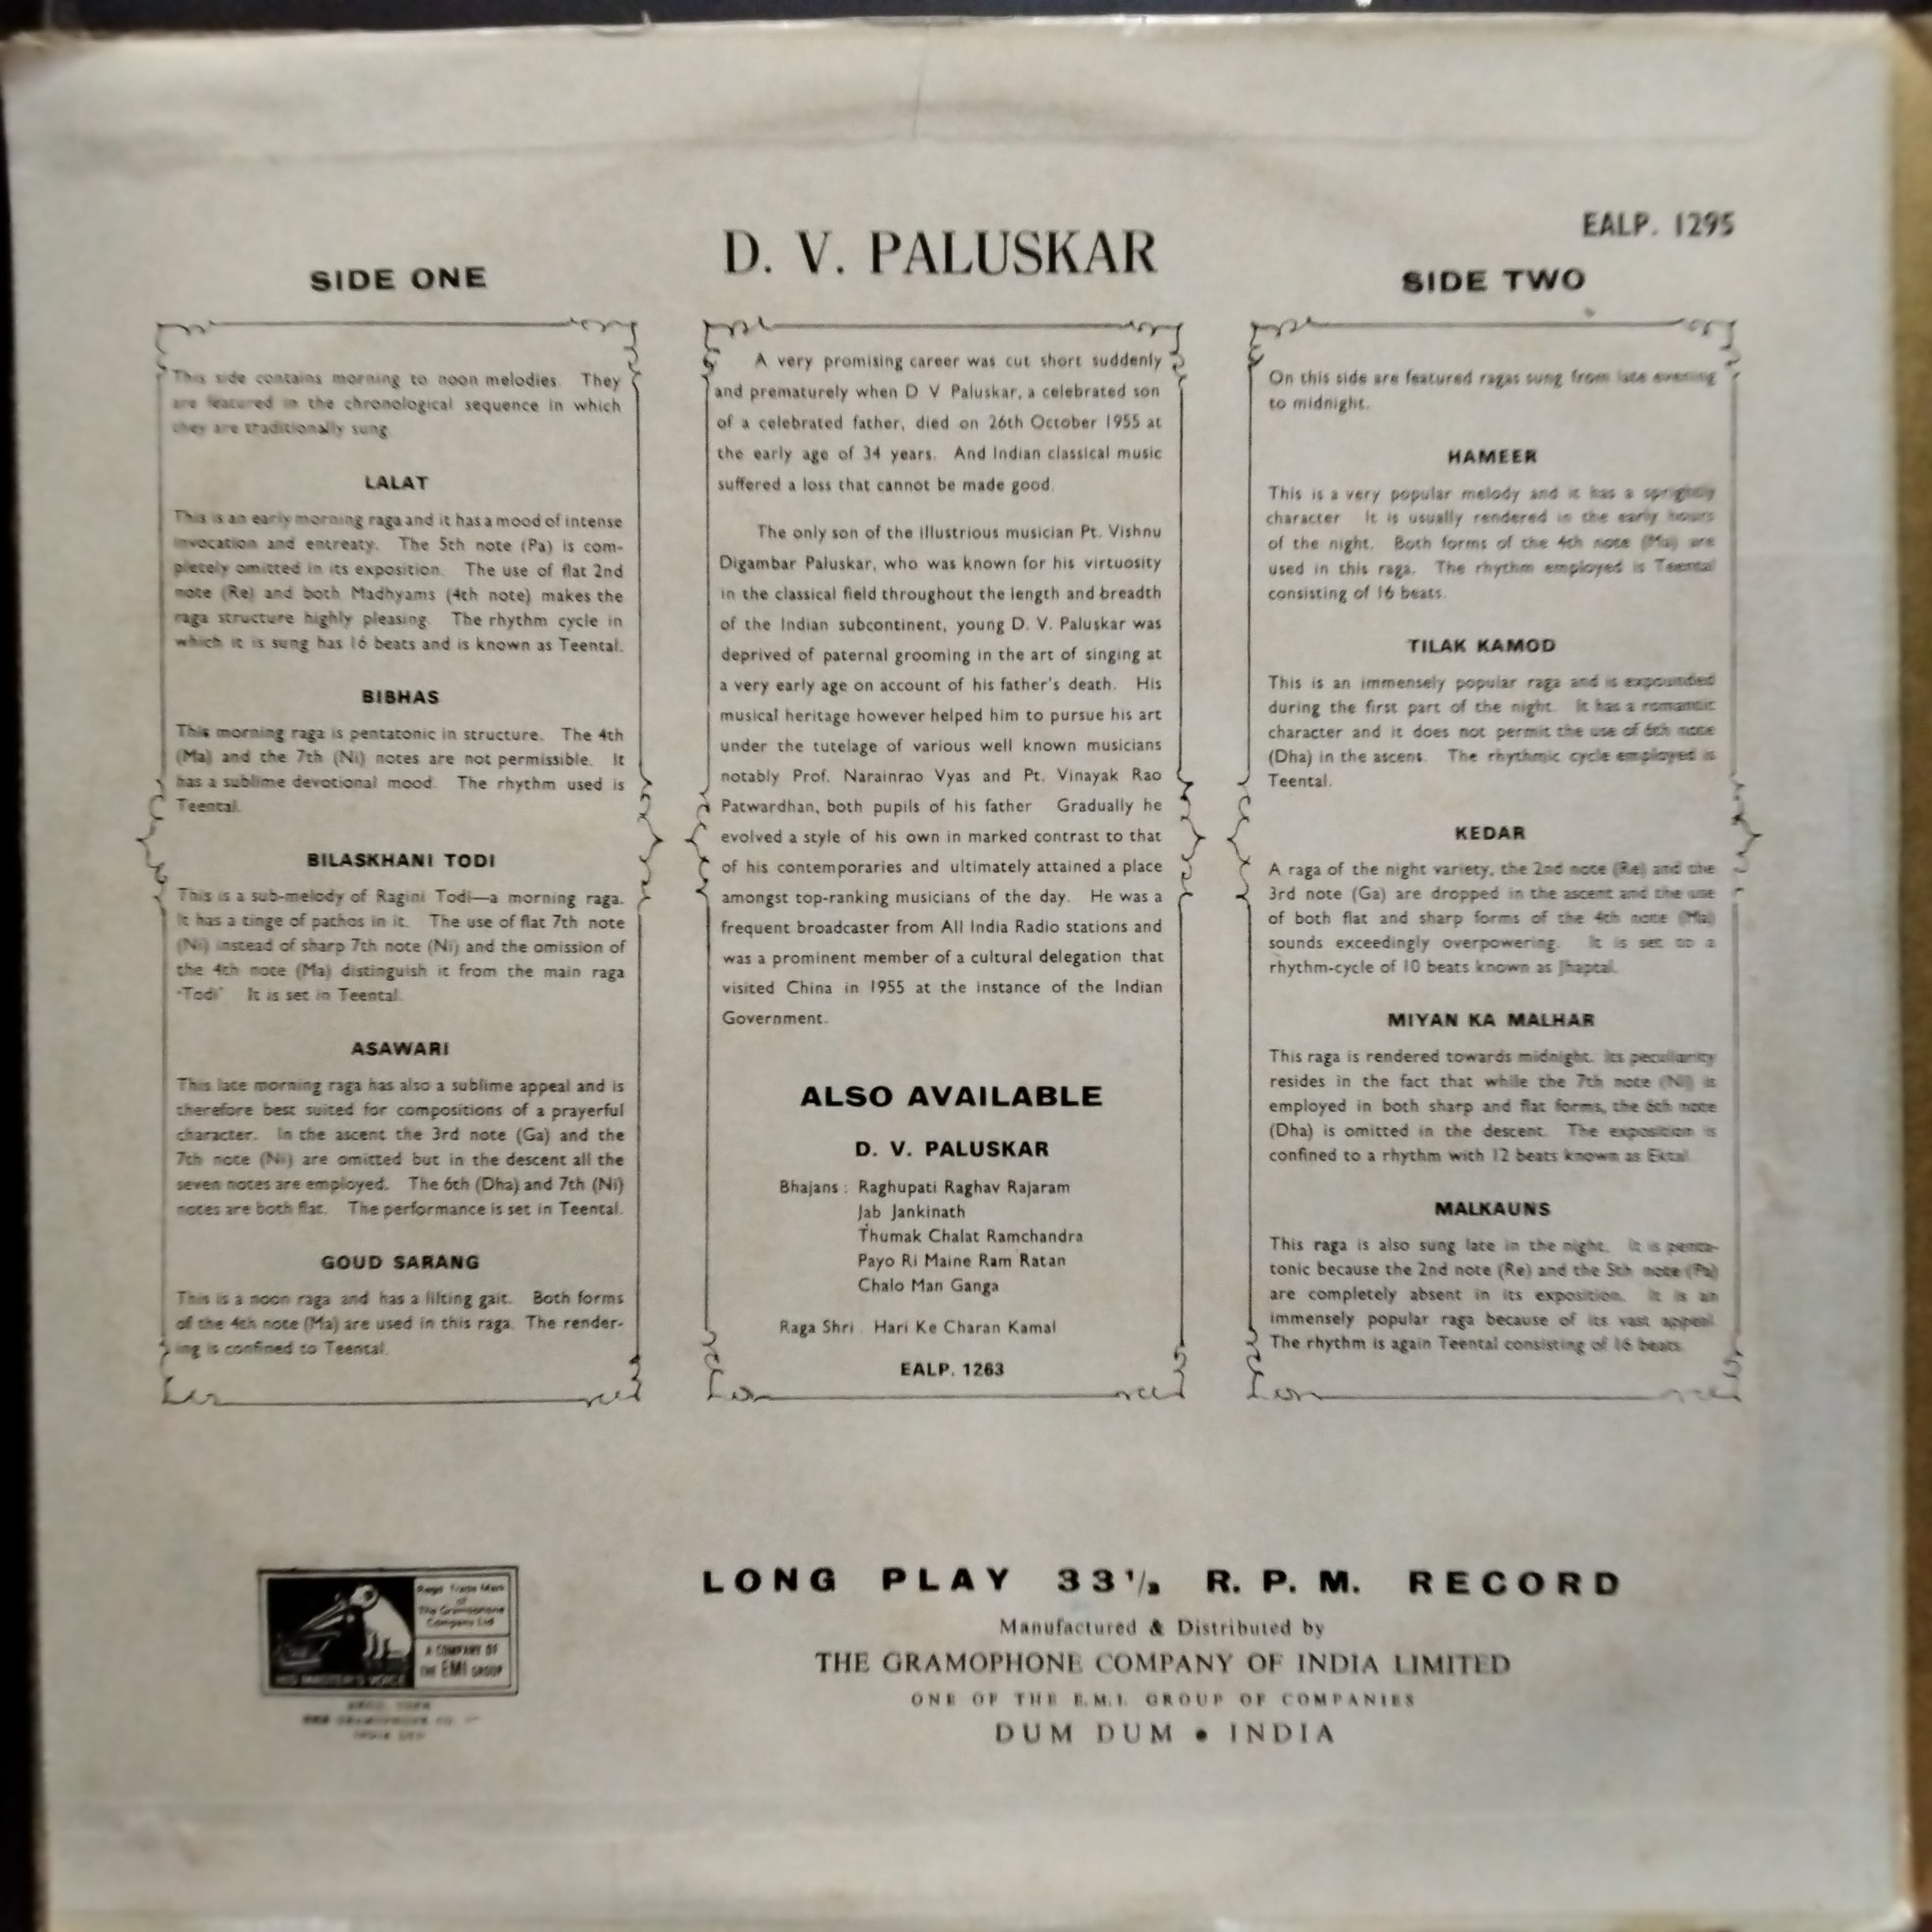 EALP. 1295
D. V. PALUSKAR
SIDE ONE
This side contains morning to noon melodies. They
are featured in the chronological sequence in which
they are traditionally sung.
LALAT
This is an early morning raga and it has a mood of intense
invocation and entreaty. The 5th note (Pa) is com-
pletely omitted in its exposition. The use of flat 2nd
note (Re) and both Madhyams (4th note) makes the
raga structure highly pleasing. The rhythm cycle in
which it is sung has 16 beats and is known as Teental.
BIBHAS
This morning raga is pentatonic in structure. The 4th
(Ma) and the 7th (Ni) notes are not permissible. It
has a sublime devotional mood. The rhythm used is
Teental.
BILASKHANI TODI
This is a sub-melody of Ragini Todi—a morning raga.
It has a tinge of pathos in it. The use of flat 7th note
(Ni) instead of sharp 7th note (Ni) and the omission of
the 4th note (Ma) distinguish it from the main raga
'Todi' It is set in Teental.
ASAWARI
This late morning raga has also a sublime appeal and is
therefore best suited for compositions of a prayerful
character. In the ascent the 3rd note (Ga) and the
7th note (Ni) are omitted but in the descent all the
seven notes are employed. The 6th (Dha) and 7th (Ni)
notes are both flat. The performance is set in Teental.
GOUD SARANG
This is a noon raga and has a lilting gait. Both forms
of the 4th note (Ma) are used in this raga. The render-
ing is confined to Teental.
A very promising career was cut short suddenly
and prematurely when D V Paluskar, a celebrated son
of a celebrated father, died on 26th October 1955 at
the early age of 34 years. And Indian classical music
suffered a loss that cannot be made good.
The only son of the illustrious musician Pt. Vishnu
Digambar Paluskar, who was known for his virtuosity
in the classical field throughout the length and breadth
of the Indian subcontinent, young D. V. Paluskar was
deprived of paternal grooming in the art of singing at
a very early age on account of his father's death. His
musical heritage however helped him to pursue his art
under the tutelage of various well known musicians
notably Prof. Narainrao Vyas and Pt. Vinayak Rao
Patwardhan, both pupils of his father Gradually he
evolved a style of his own in marked contrast to that
of his contemporaries and ultimately attained a place
amongst top-ranking musicians of the day. He was a
frequent broadcaster from All India Radio stations and
was a prominent member of a cultural delegation that
visited China in 1955 at the instance of the Indian
Government.
ALSO AVAILABLE
D. V. PALUSKAR
Bhajans : Raghupati Raghav Rajaram
Jab Jankinath
Thumak Chalat Ramchandra
Payo Ri Maine Ram Ratan
Chalo Man Ganga
Raga Shri : Hari Ke Charan Kamal
EALP. 1263
SIDE TWO
On this side are featured ragas sung from late evening
to midnight.
HAMEER
This is a very popular melody and it has a sprightly
character It is usually rendered in the early hours
of the night. Both forms of the 4th note (Ma) are
used in this raga. The rhythm employed is Teental
consisting of 16 beats.
TILAK KAMOD
This is an immensely popular raga and is expounded
during the first part of the night. It has a romantic
character and it does not permit the use of 6th note
(Dha) in the ascent. The rhythmic cycle employed is
Teental.
KEDAR
A raga of the night variety, the 2nd note (Re) and the
3rd note (Ga) are dropped in the ascent and the use
of both flat and sharp forms of the 4th note (Ma)
sounds exceedingly overpowering. It is set to a
rhythm-cycle of 10 beats known as Jhaptal.
MIYAN KA MALHAR
This raga is rendered towards midnight. Its peculiarity
resides in the fact that while the 7th note (Ni) is
employed in both sharp and flat forms, the 6th note
(Dha) is omitted in the descent. The exposition is
confined to a rhythm with 12 beats known as Ektal
MALKAUNS
This raga is also sung late in the night. It is penta-
tonic because the 2nd note (Re) and the 5th note (Pa)
are completely absent in its exposition. It is an
immensely popular raga because of its vast appeal.
The rhythm is again Teental consisting of 16 beats.
HIS MASTER'S VOICE
Regd Trade Mark
of
The Gramophone
Company Ltd
A COMPANY OF
THE EMI GROUP
LONG PLAY 33 1/3 R. P. M. RECORD
Manufactured & Distributed by
THE GRAMOPHONE COMPANY OF INDIA LIMITED
ONE OF THE E.M.I. GROUP OF COMPANIES
DUM DUM • INDIA